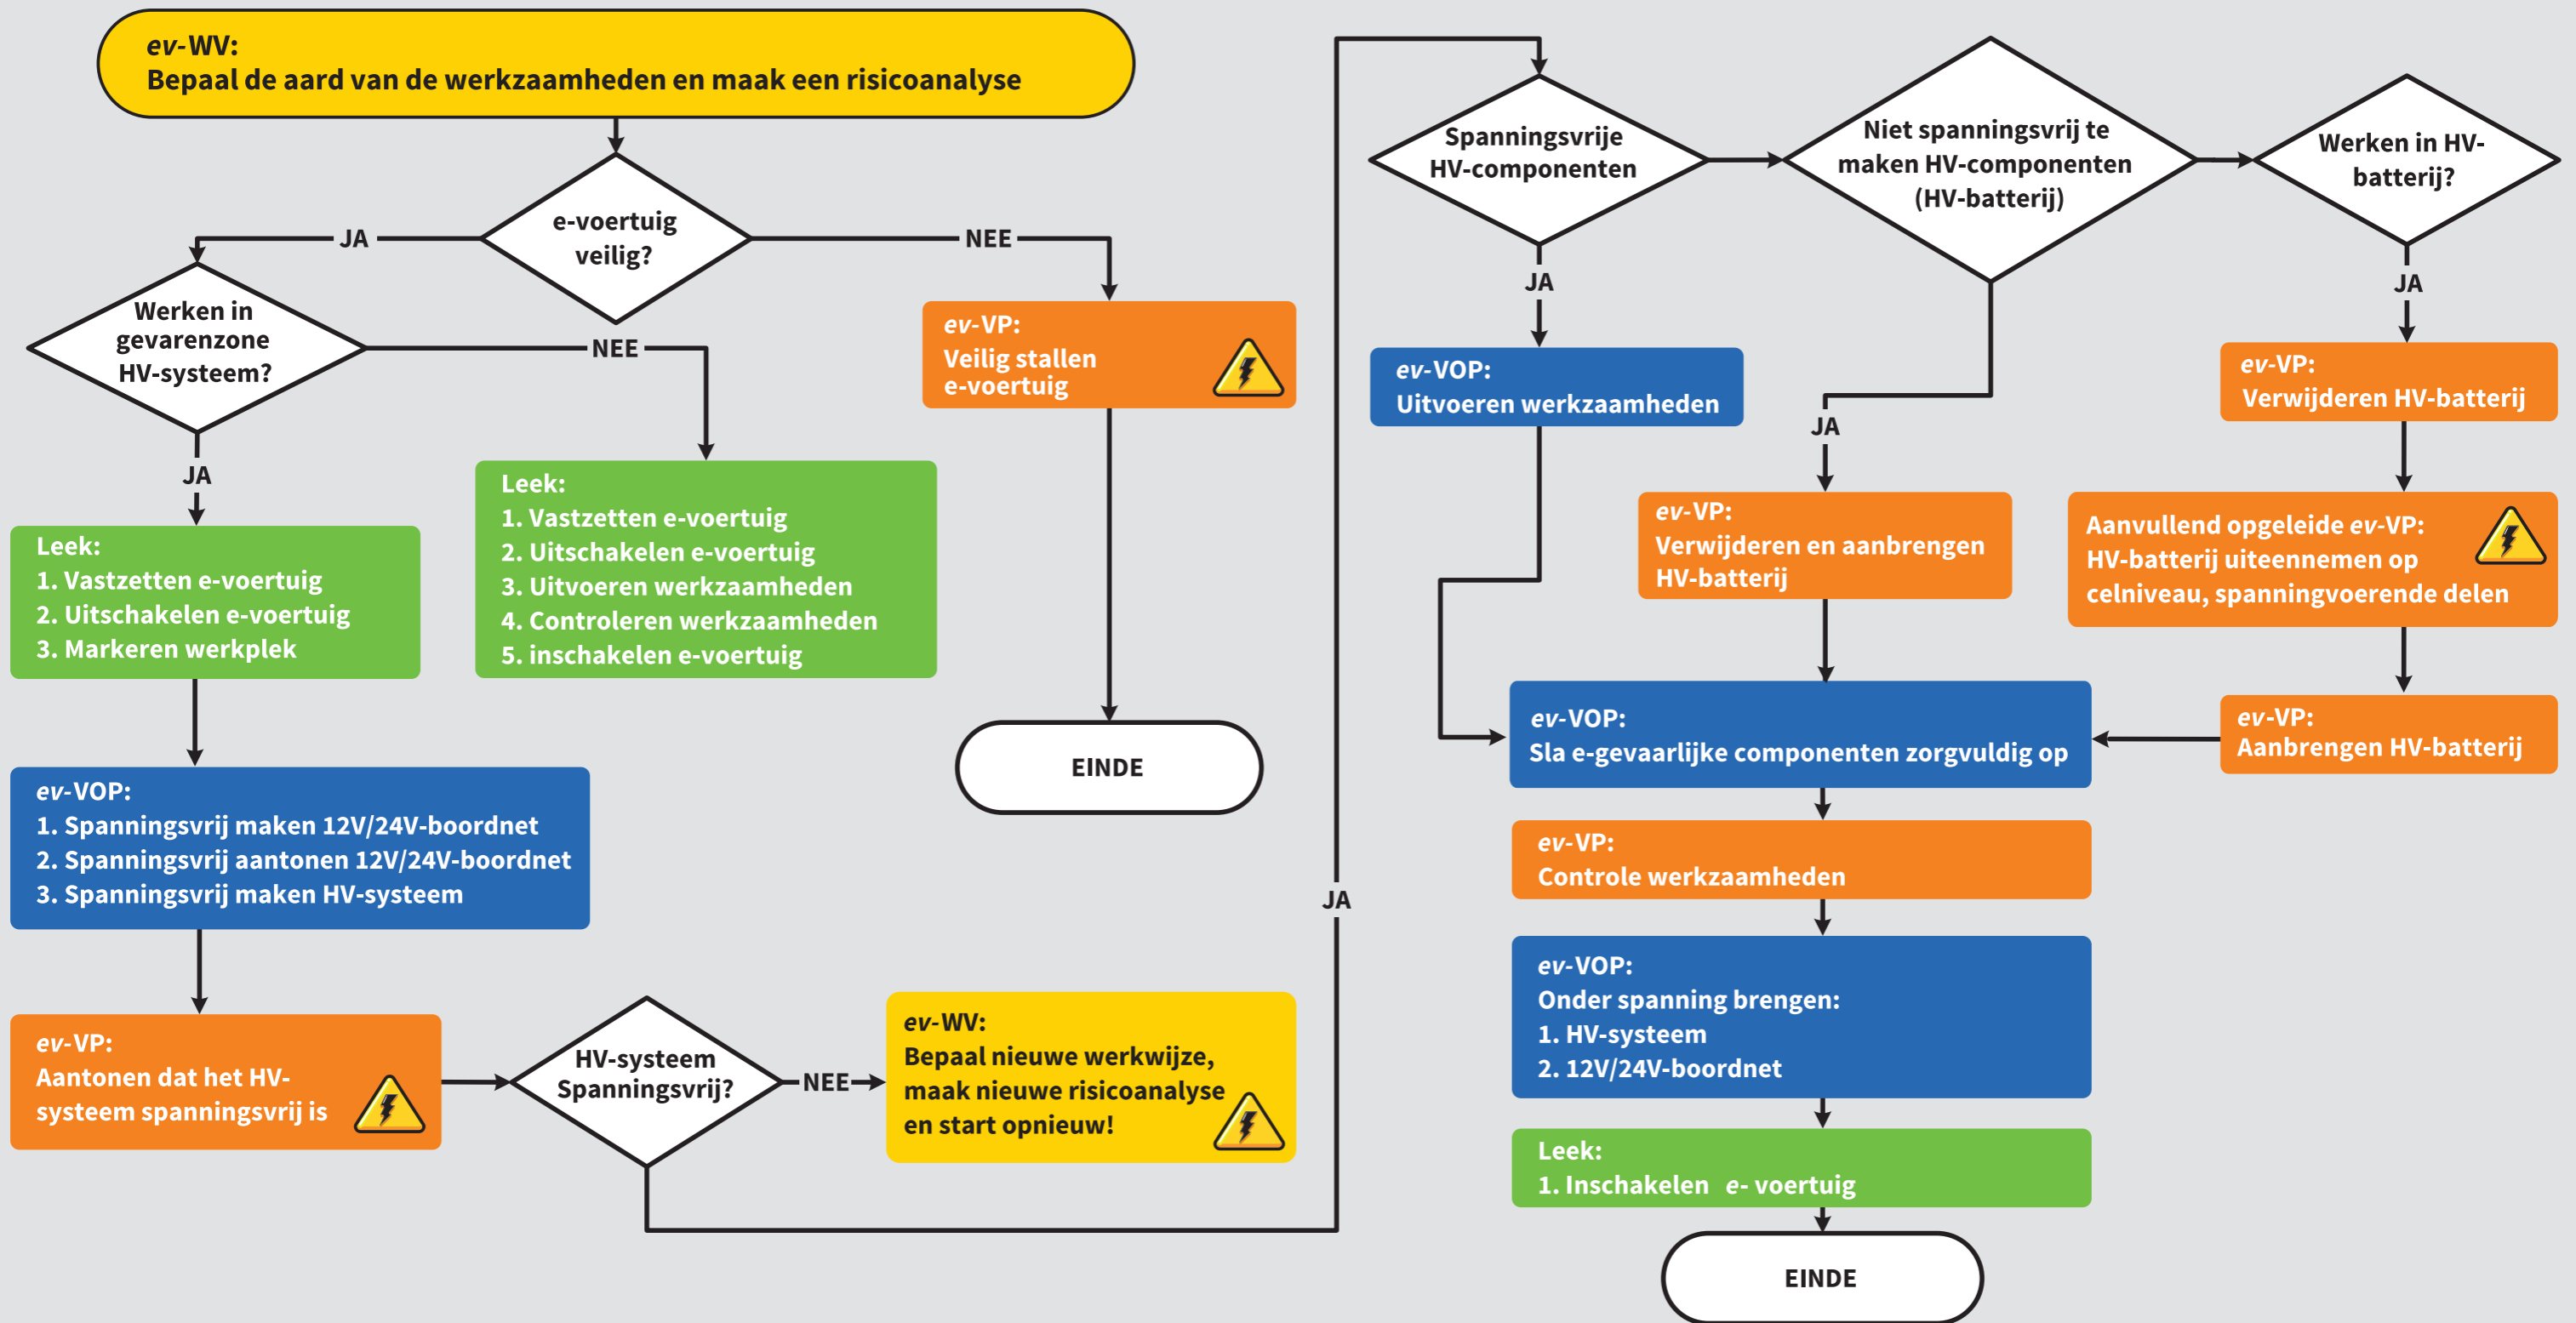 ev-WV:
Bepaal de aard van de werkzaamheden en maak een risicoanalyse
e-voertuig
veilig?
JA
NEE
Werken in
gevarenzone
HV-systeem?
NEE
JA
ev-VP:
Veilig stallen
e-voertuig
Leek:
1. Vastzetten e-voertuig
2. Uitschakelen e-voertuig
3. Markeren werkplek
Leek:
1. Vastzetten e-voertuig
2. Uitschakelen e-voertuig
3. Uitvoeren werkzaamheden
4. Controleren werkzaamheden
5. inschakelen e-voertuig
EINDE
ev-VOP:
1. Spanningsvrij maken 12V/24V-boordnet
2. Spanningsvrij aantonen 12V/24V-boordnet
3. Spanningsvrij maken HV-systeem
ev-VP:
Aantonen dat het HV-
systeem spanningsvrij is
HV-systeem
Spanningsvrij?
NEE
ev-WV:
Bepaal nieuwe werkwijze,
maak nieuwe risicoanalyse
en start opnieuw!
JA
Spanningsvrije
HV-componenten
Niet spanningsvrij te
maken HV-componenten
(HV-batterij)
Werken in HV-
batterij?
JA
JA
JA
ev-VOP:
Uitvoeren werkzaamheden
ev-VP:
Verwijderen en aanbrengen
HV-batterij
ev-VP:
Verwijderen HV-batterij
Aanvullend opgeleide ev-VP:
HV-batterij uiteennemen op
celniveau, spanningvoerende delen
ev-VP:
Aanbrengen HV-batterij
ev-VOP:
Sla e-gevaarlijke componenten zorgvuldig op
ev-VP:
Controle werkzaamheden
ev-VOP:
Onder spanning brengen:
1. HV-systeem
2. 12V/24V-boordnet
Leek:
1. Inschakelen e- voertuig
EINDE